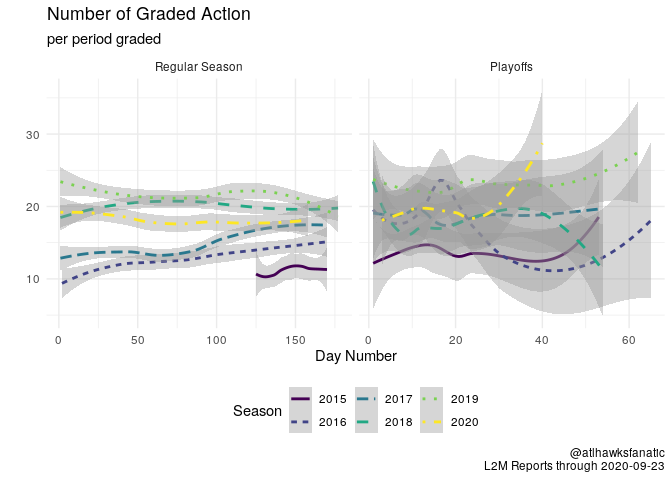 Number of Graded Action
per period graded
Regular Season
Playoffs
30
20
10
0
50
100
150
0
20
40
60
Day Number
Season
2015
2017
2019
2016
2018
2020
@atlhawksfanatic
L2M Reports through 2020-09-23